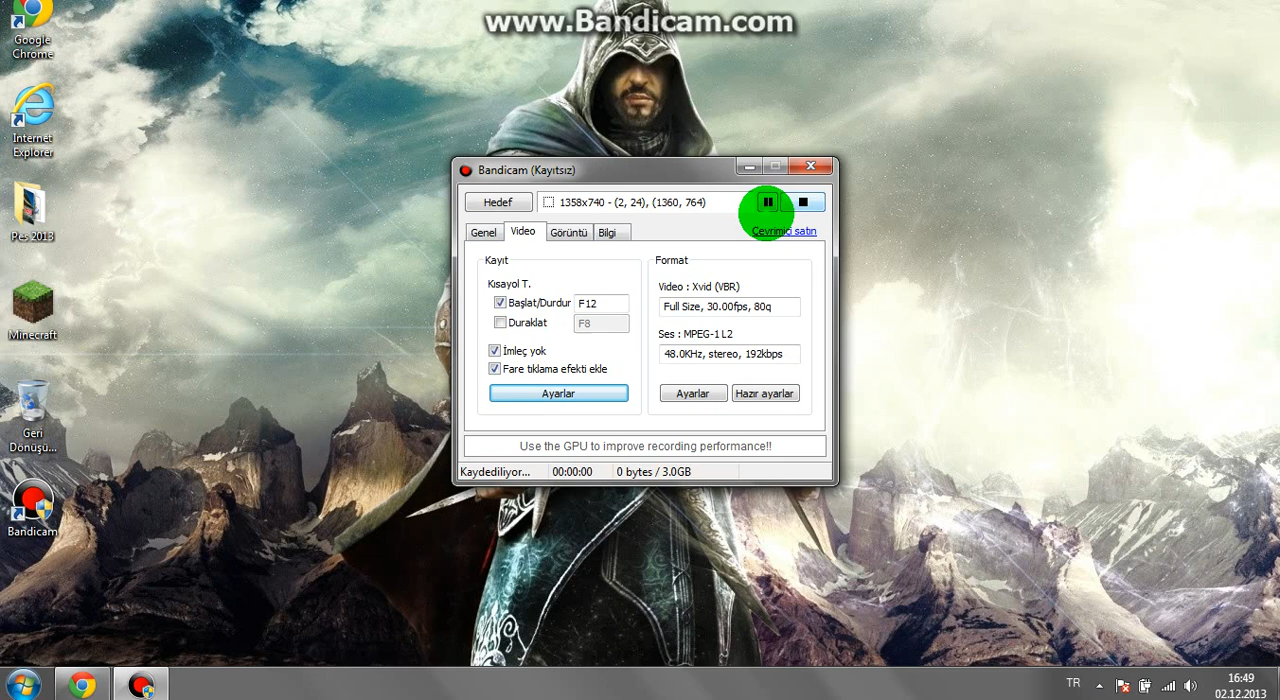 www.Bandicam.com
Google
Chrome
Internet
Explorer
Pes 2013
Minecraft
Geri
Dönüşü...
Bandicam
Bandicam (Kayıtsız)
Hedef
1358x740 - (2, 24), (1360, 764)
Genel
Video
Görüntü
Bilgi
Çevrimiçi satın
Kayıt
Kısayol T.
Başlat/Durdur
F12
Duraklat
F8
İmleç yok
Fare tıklama efekti ekle
Ayarlar
Format
Video : Xvid (VBR)
Full Size, 30.00fps, 80q
Ses : MPEG-1 L2
48.0KHz, stereo, 192kbps
Ayarlar
Hazır ayarlar
Use the GPU to improve recording performance!!
Kaydediliyor...
00:00:00
0 bytes / 3.0GB
TR
16:49
02.12.2013